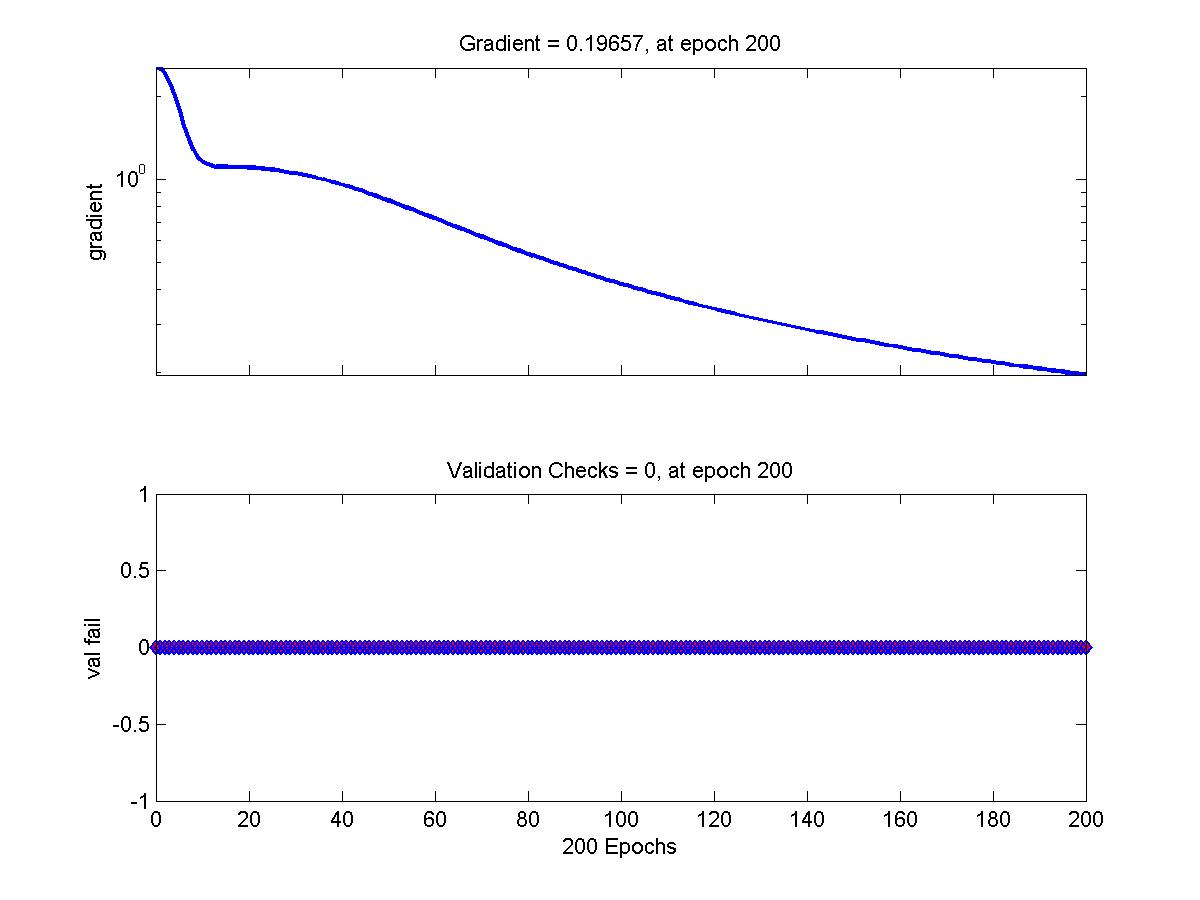 Gradient = 0.19657, at epoch 200
10^0
gradient
Validation Checks = 0, at epoch 200
1
0.5
0
-0.5
-1
val fail
0 20 40 60 80 100 120 140 160 180 200
200 Epochs